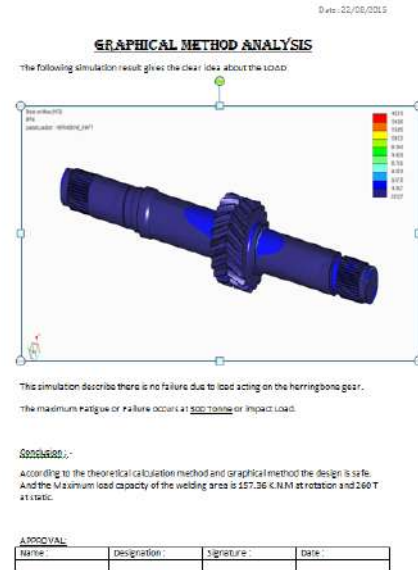 Date:22/08/2015
GRAPHICAL METHOD ANALYSIS
The following simulation result gives the clear idea about the LOAD
This simulation describe there is no failure due to load acting on the herringbone gear.
The maximum Fatigue or Failure occurs at 500 Tonne or impact Load.
Conclusion : -
According to the theoretical calculation method and Graphical method the design is safe.
And the Maximum load capacity of the welding area is 157.36 K.N.M at rotation and 260 T
at static.
APPROVAL:
Name : Designation : Signature : Date :